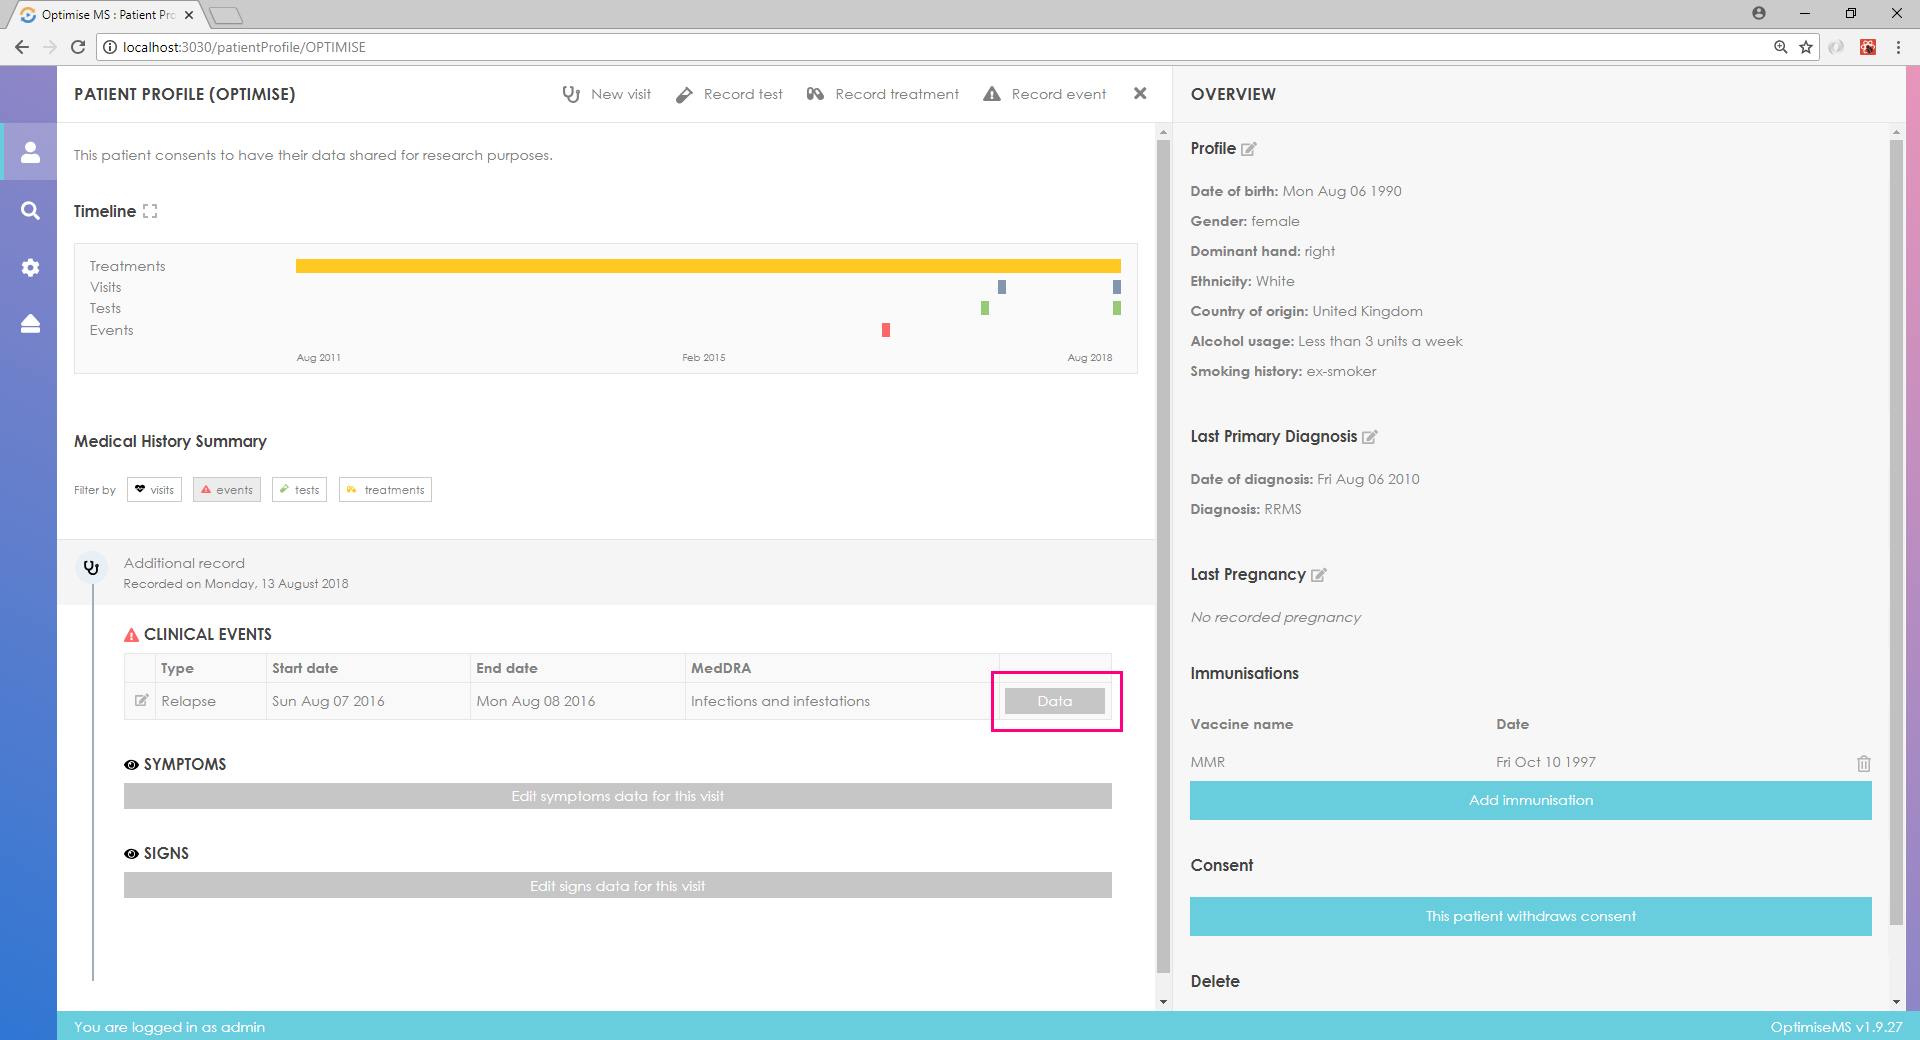 Optimise MS : Patient Pro
localhost:3030/patientProfile/OPTIMISE
PATIENT PROFILE (OPTIMISE)
New visit
Record test
Record treatment
Record event
This patient consents to have their data shared for research purposes.
Timeline
Treatments
Visits
Tests
Events
Aug 2011
Feb 2015
Aug 2018
Medical History Summary
Filter by
visits
events
tests
treatments
Additional record
Recorded on Monday, 13 August 2018
CLINICAL EVENTS
Type Start date End date MedDRA
Relapse Sun Aug 07 2016 Mon Aug 08 2016 Infections and infestations Data
SYMPTOMS
Edit symptoms data for this visit
SIGNS
Edit signs data for this visit
OVERVIEW
Profile
Date of birth: Mon Aug 06 1990
Gender: female
Dominant hand: right
Ethnicity: White
Country of origin: United Kingdom
Alcohol usage: Less than 3 units a week
Smoking history: ex-smoker
Last Primary Diagnosis
Date of diagnosis: Fri Aug 06 2010
Diagnosis: RRMS
Last Pregnancy
No recorded pregnancy
Immunisations
Vaccine name Date
MMR Fri Oct 10 1997
Add immunisation
Consent
This patient withdraws consent
Delete
You are logged in as admin
OptimiseMS v1.9.27